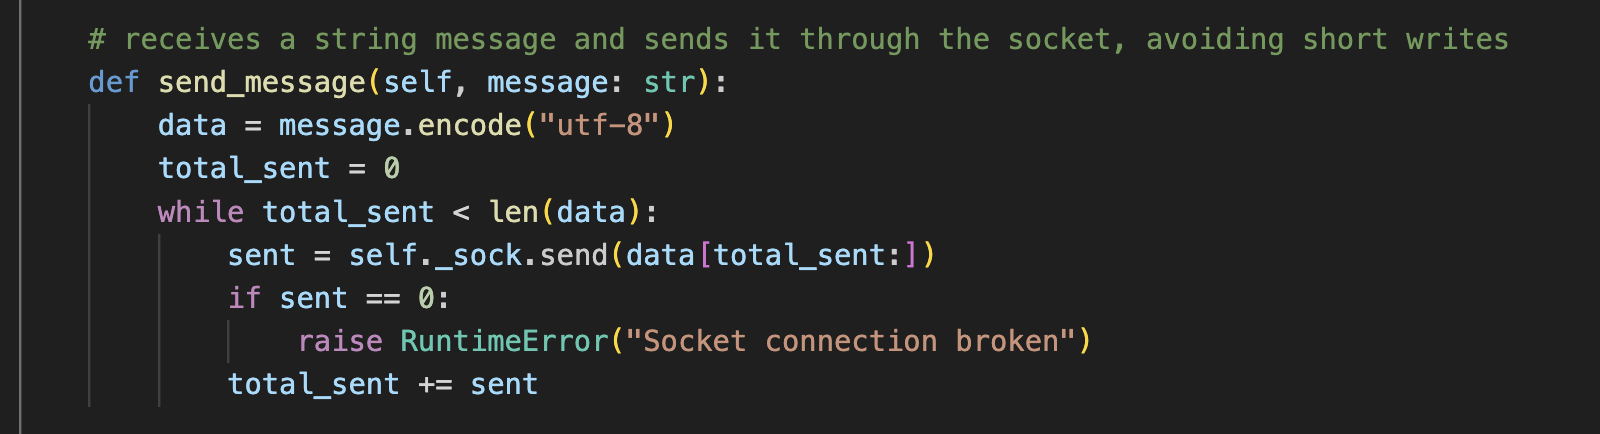 # receives a string message and sends it through the socket, avoiding short writes
def send_message(self, message: str):
    data = message.encode("utf-8")
    total_sent = 0
    while total_sent < len(data):
        sent = self._sock.send(data[total_sent:])
        if sent == 0:
            raise RuntimeError("Socket connection broken")
        total_sent += sent